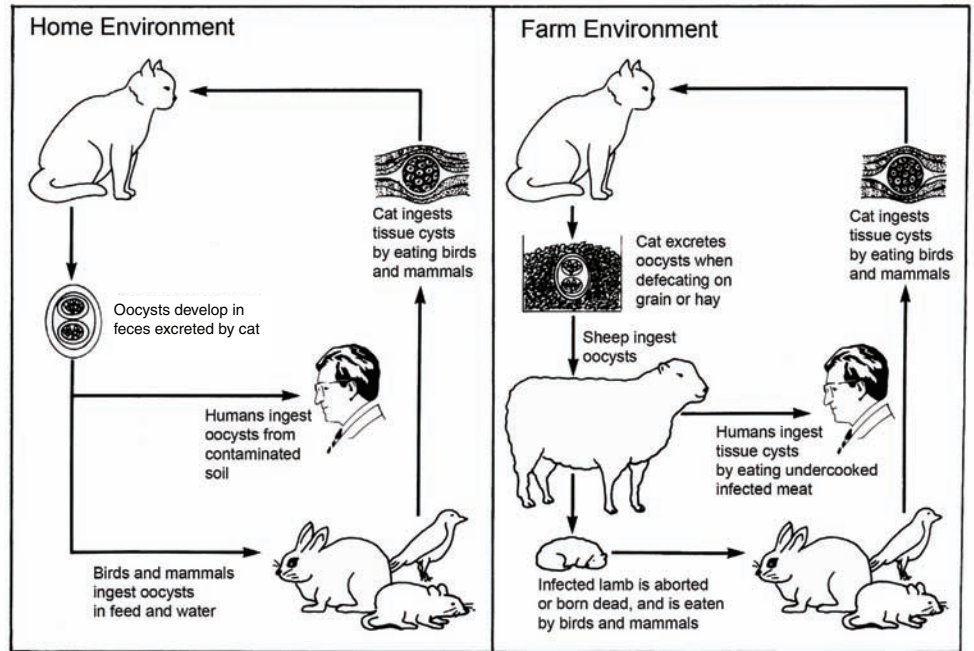 Home Environment
Cat ingests
tissue cysts
by eating birds
and mammals
Oocysts develop in
feces excreted by cat
Humans ingest
oocysts from
contaminated
soil
Birds and mammals
ingest oocysts
in feed and water
Farm Environment
Cat ingests
tissue cysts
by eating birds
and mammals
Cat excretes
oocysts when
defecating on
grain or hay
Sheep ingest
oocysts
Humans ingest
tissue cysts
by eating undercooked
infected meat
Infected lamb is aborted
or born dead, and is eaten
by birds and mammals